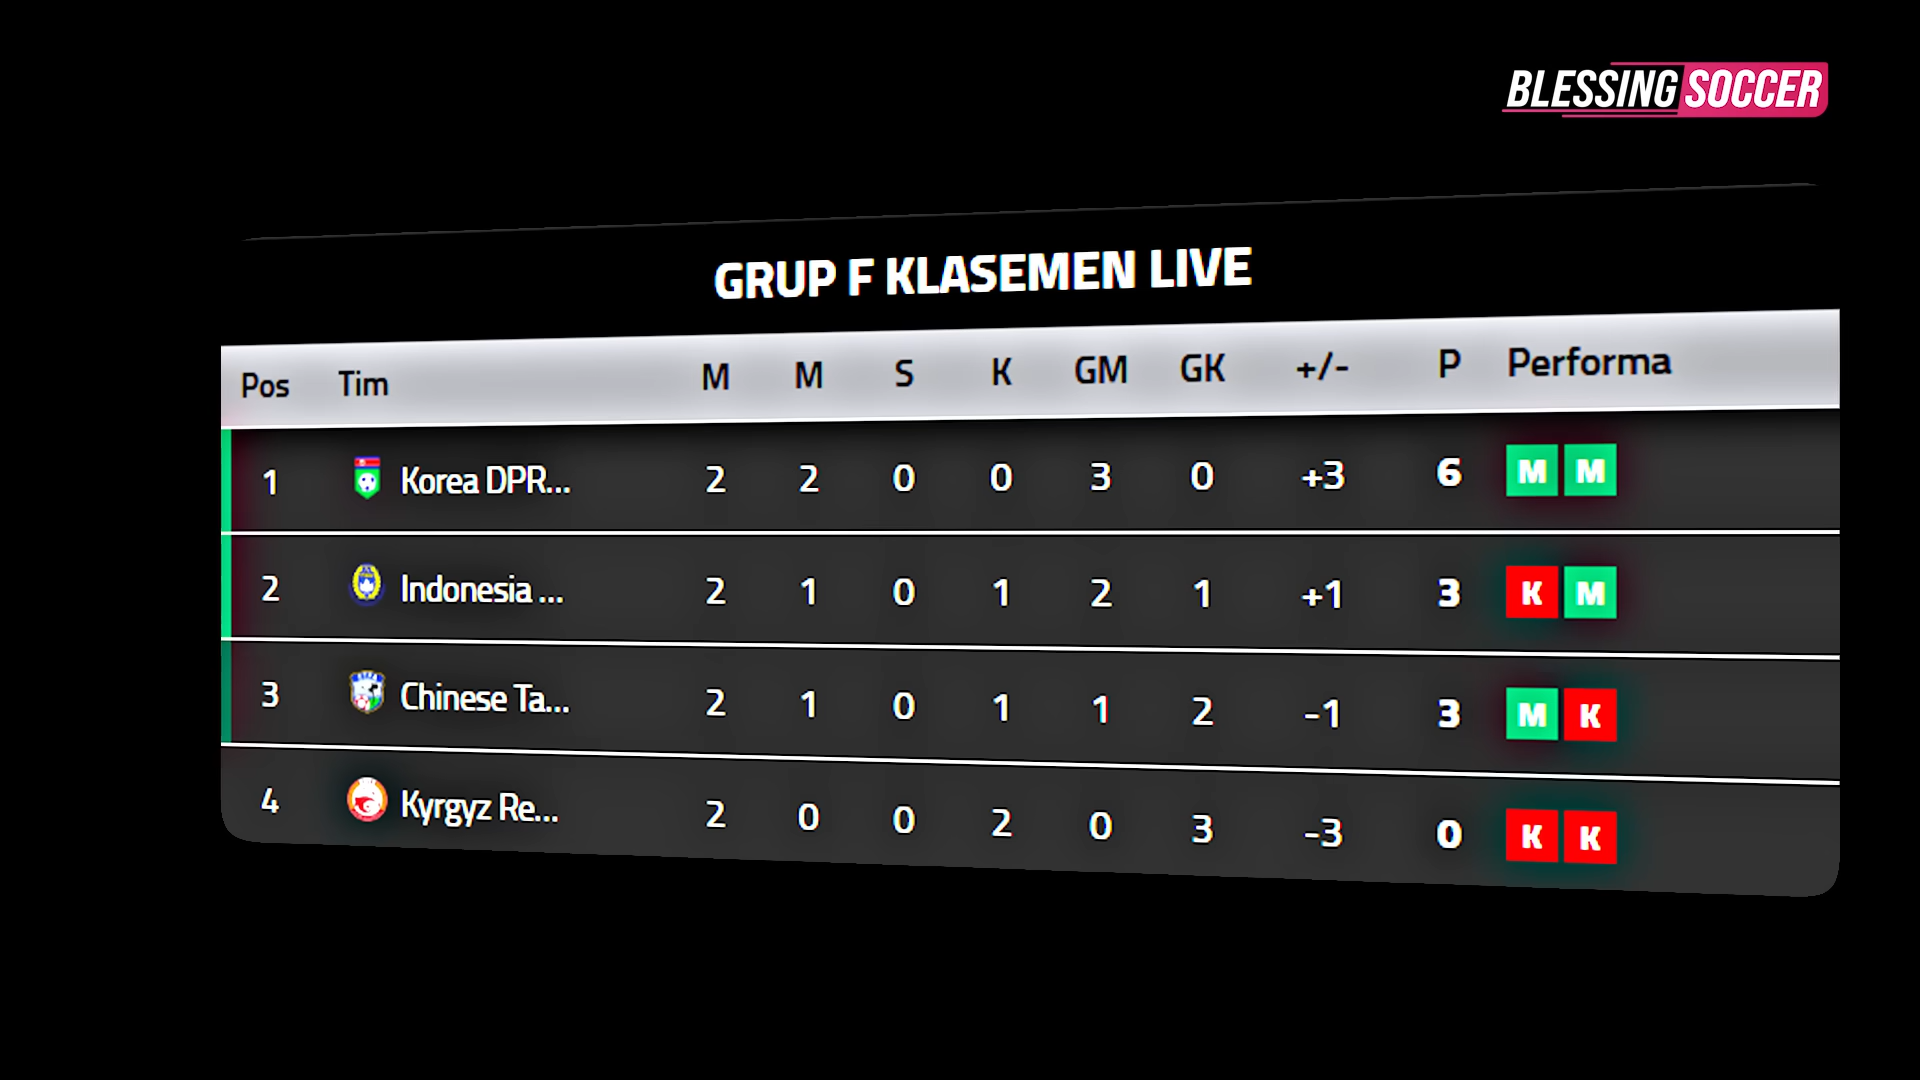 BLESSING SOCCER
GRUP F KLASEMEN LIVE
Pos Tim M M S K GM GK +/- P Performa
1 Korea DPR... 2 2 0 0 3 0 +3 6 M M
2 Indonesia ... 2 1 0 1 2 1 +1 3 K M
3 Chinese Ta... 2 1 0 1 1 2 -1 3 M K
4 Kyrgyz Re... 2 0 0 2 0 3 -3 0 K K